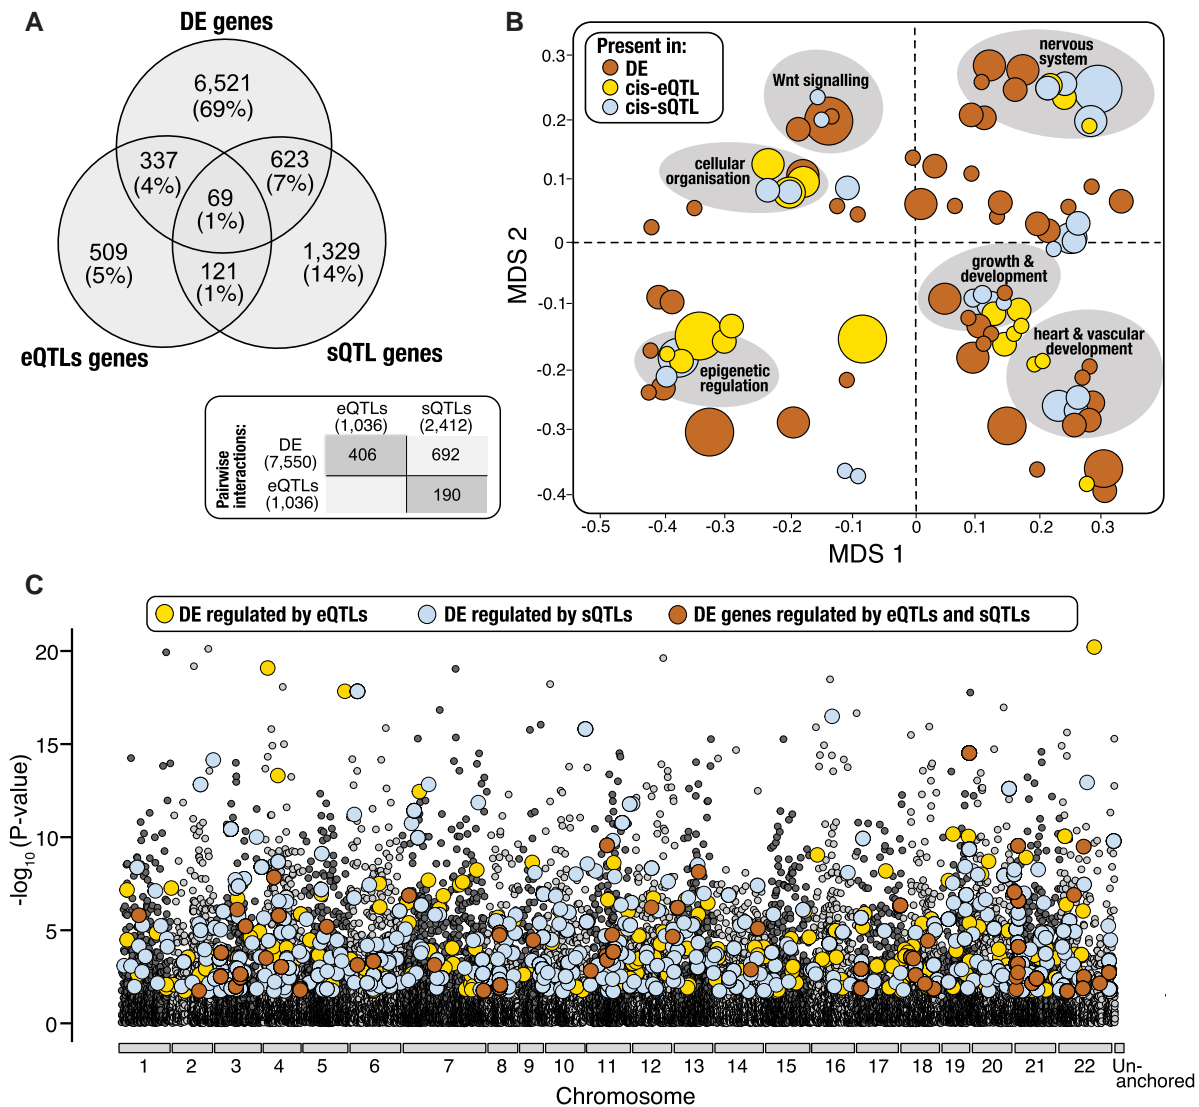 A
DE genes
6,521
(69%)
337
(4%)
623
(7%)
69
(1%)
509
(5%)
121
(1%)
1,329
(14%)
eQTLs genes
sQTL genes
Pairwise
interactions:
eQTLs
(1,036)
sQTLs
(2,412)
DE
(7,550)
406
692
eQTLs
(1,036)
190
B
Present in:
DE
cis-eQTL
cis-sQTL
nervous
system
Wnt signalling
cellular
organisation
growth &
development
heart & vascular
development
epigenetic
regulation
MDS 2
0.3
0.2
0.1
0
-0.1
-0.2
-0.3
-0.4
-0.5
-0.4
-0.3
-0.2
-0.1
0
0.1
0.2
0.3
MDS 1
C
DE regulated by eQTLs
DE regulated by sQTLs
DE genes regulated by eQTLs and sQTLs
-log10 (P-value)
20
15
10
5
0
1 2 3 4 5 6 7 8 9 10 11 12 13 14 15 16 17 18 19 20 21 22 Un-
anchored
Chromosome